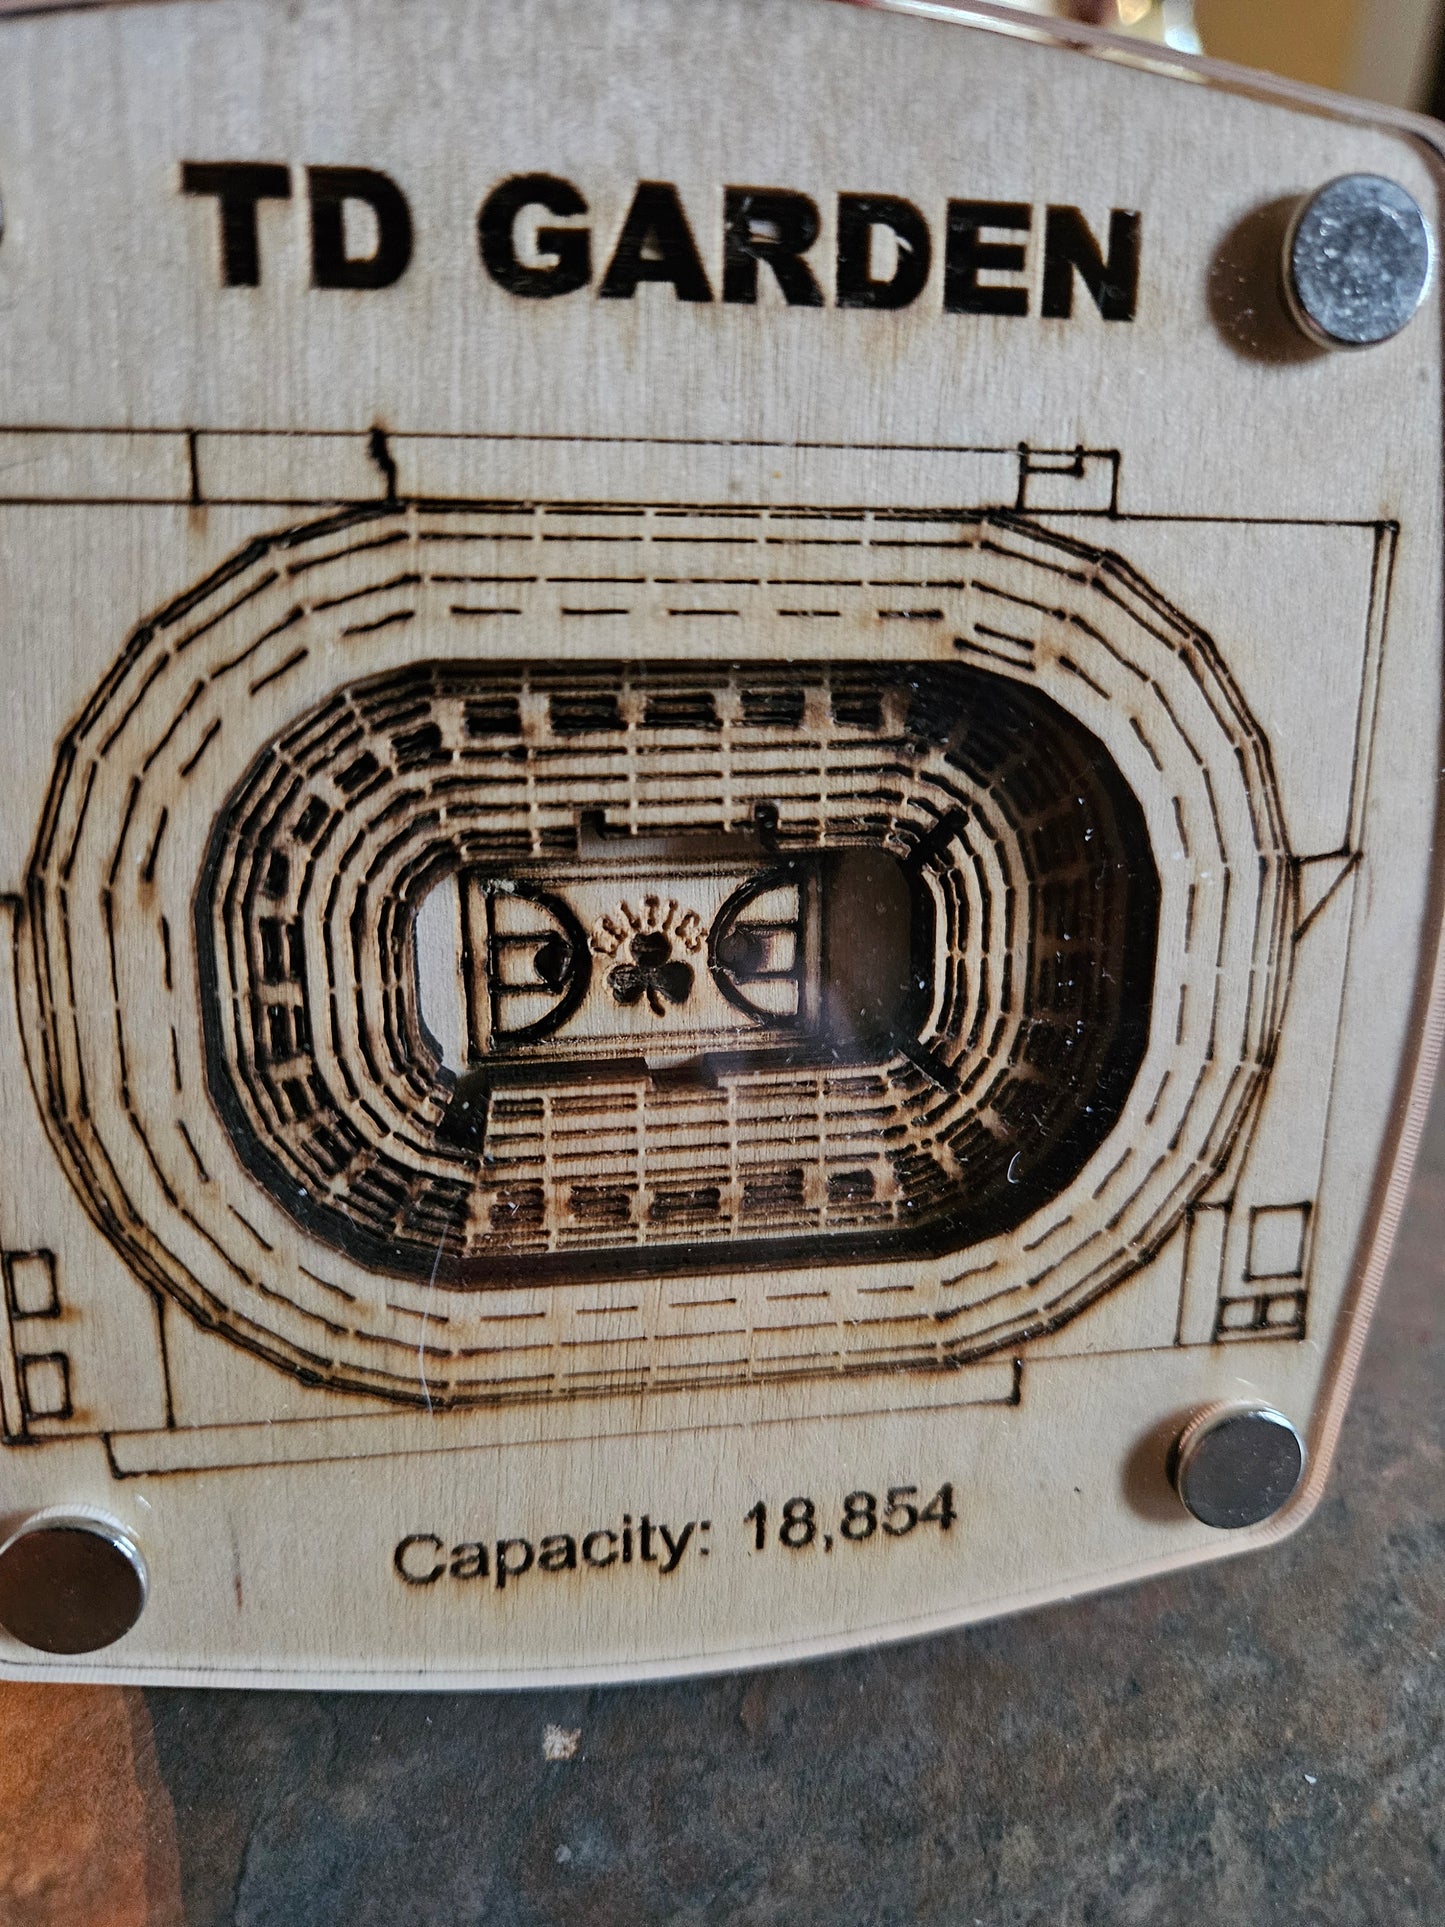 TD GARDEN
CELTICS
Capacity: 18,854